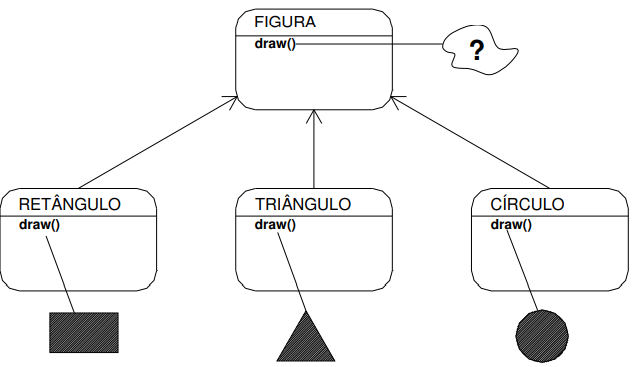 FIGURA
draw()
?
RETÂNGULO
draw()
TRIÂNGULO
draw()
CÍRCULO
draw()